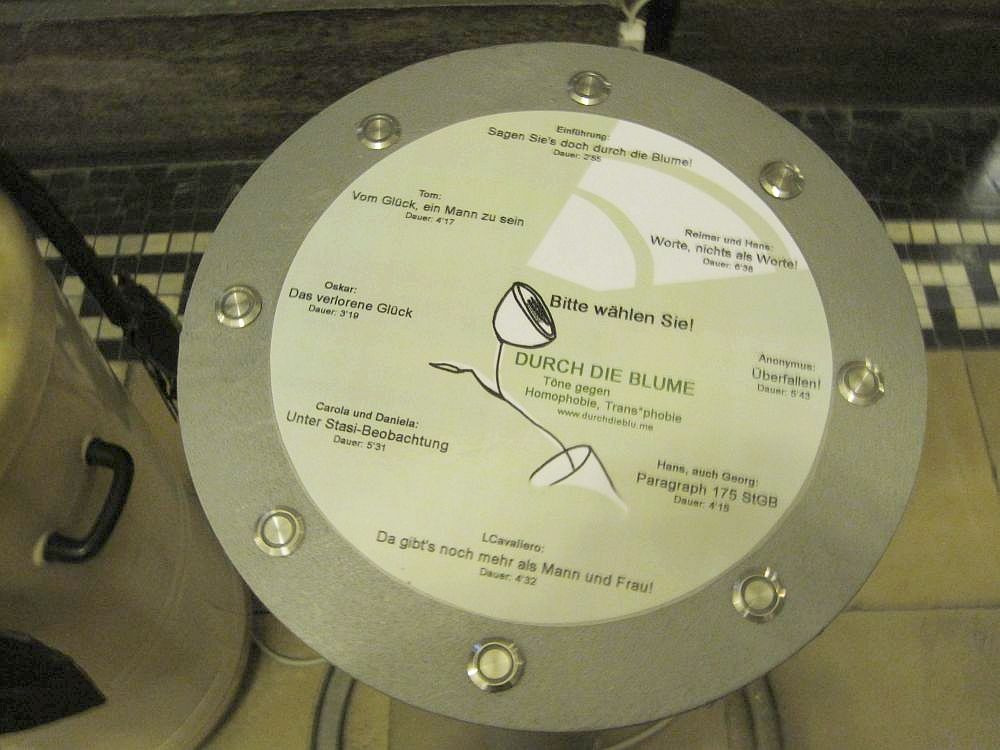 Einführung:
Sagen Sie's doch durch die Blume!
Dauer: 2'55
Reimar und Hans:
Worte, nichts als Worte!
Dauer: 6'38
Anonymus:
Überfallen!
Dauer: 5'43
Hans, auch Georg:
Paragraph 175 StGB
Dauer: 4'15
LCavaliero:
Da gibt's noch mehr als Mann und Frau!
Dauer: 4'32
Carola und Daniela:
Unter Stasi-Beobachtung
Dauer: 5'31
Oskar:
Das verlorene Glück
Dauer: 3'19
Tom:
Vom Glück, ein Mann zu sein
Dauer: 4'17
Bitte wählen Sie!
DURCH DIE BLUME
Töne gegen
Homophobie, Trans*phobie
www.durchdieblu.me